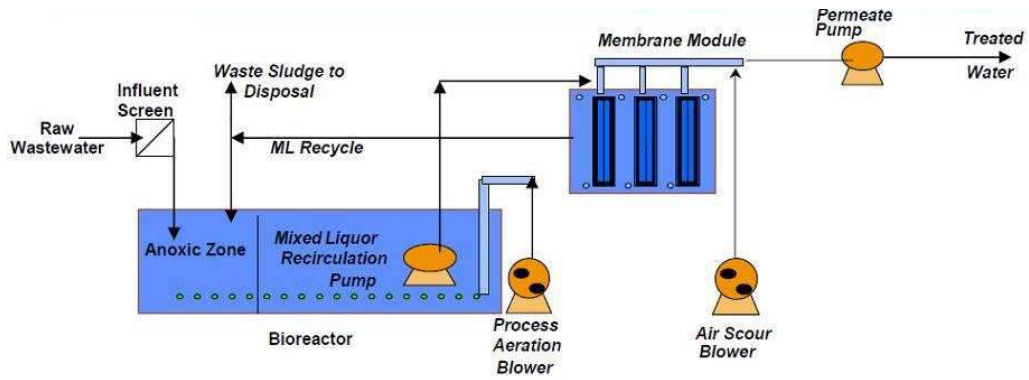 Permeate
Pump
Treated
Water
Membrane Module
Waste Sludge to
Disposal
Influent
Screen
Raw
Wastewater
ML Recycle
Anoxic Zone
Mixed Liquor
Recirculation
Pump
Bioreactor
Process
Aeration
Blower
Air Scour
Blower